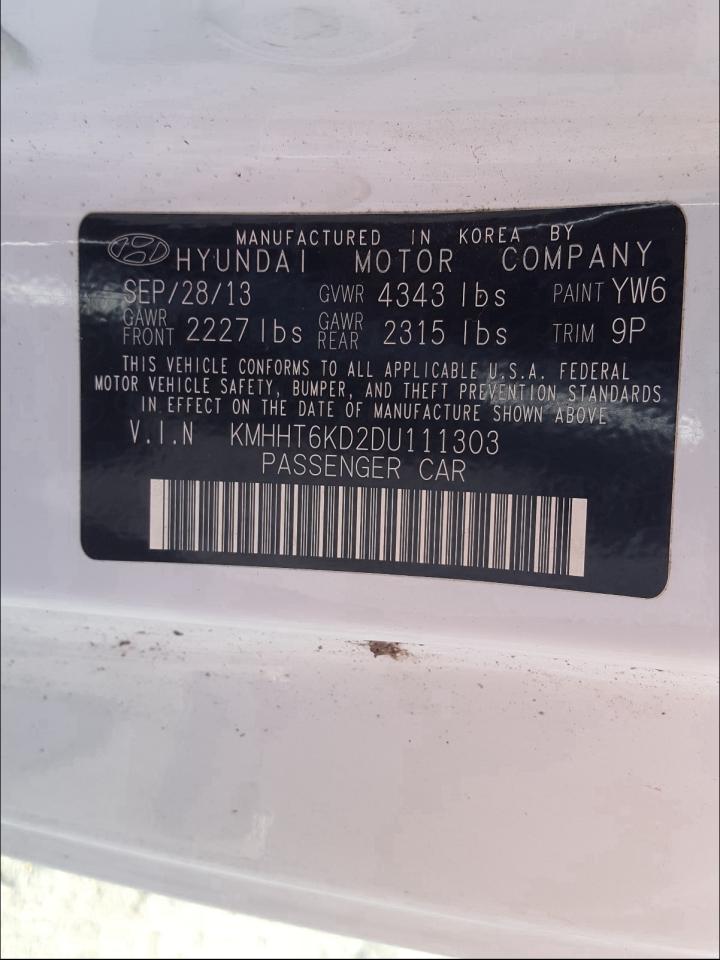 MANUFACTURED IN KOREA BY
HYUNDAI MOTOR COMPANY
SEP/28/13 GVWR 4343 lbs PAINT YW6
GAWR FRONT 2227 lbs GAWR REAR 2315 lbs TRIM 9P
THIS VEHICLE CONFORMS TO ALL APPLICABLE U.S.A. FEDERAL
MOTOR VEHICLE SAFETY, BUMPER, AND THEFT PREVENTION STANDARDS
IN EFFECT ON THE DATE OF MANUFACTURE SHOWN ABOVE
V.I.N KMHHT6KD2DU111303
PASSENGER CAR